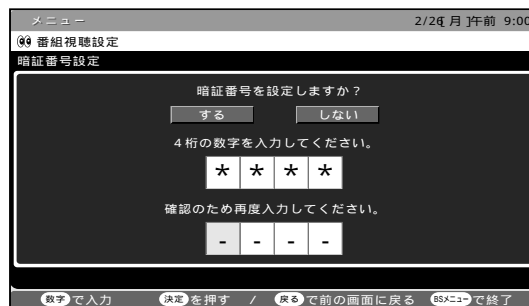 メニュー 2/26[月]午前 9:00
番組視聴設定
暗証番号設定
暗証番号を設定しますか？
する しない
4桁の数字を入力してください。
* * * *
確認のため再度入力してください。
- - - -
数字で入力 決定を押す / 戻るで前の画面に戻る BSメニューで終了